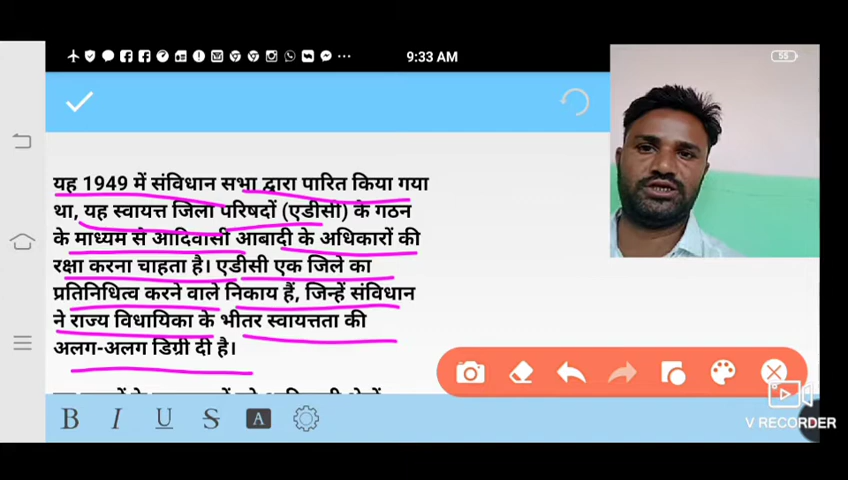 9:33 AM
55
यह 1949 में संविधान सभा द्वारा पारित किया गया
था, यह स्वायत्त जिला परिषदों (एडीसी) के गठन
के माध्यम से आदिवासी आबादी के अधिकारों की
रक्षा करना चाहता है। एडीसी एक जिले का
प्रतिनिधित्व करने वाले निकाय हैं, जिन्हें संविधान
ने राज्य विधायिका के भीतर स्वायत्तता की
अलग-अलग डिग्री दी है।
B I U S A
V RECORDER